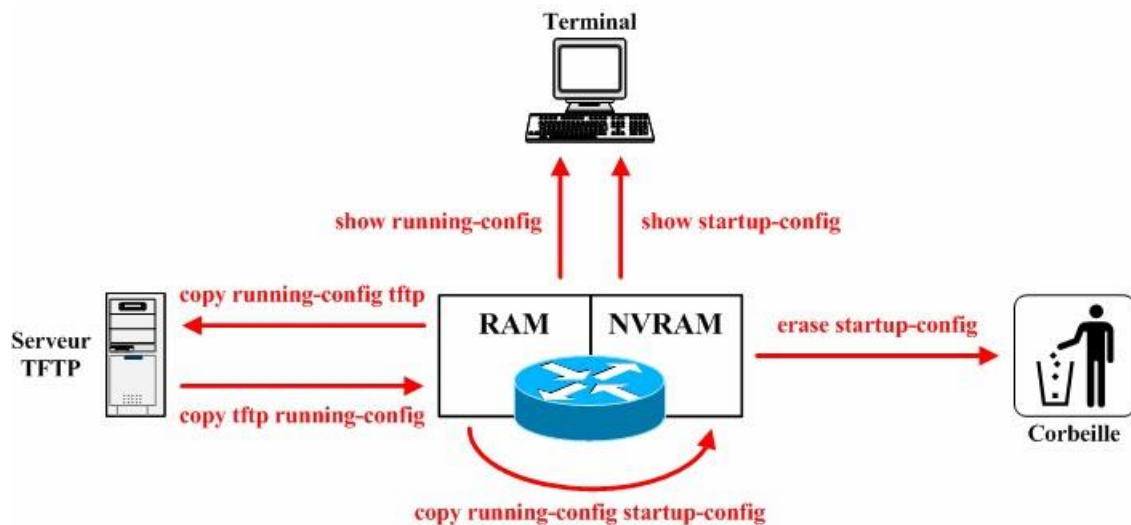 Terminal
show running-config
show startup-config
copy running-config tftp
RAM
NVRAM
erase startup-config
Serveur
TFTP
copy tftp running-config
Corbeille
copy running-config startup-config